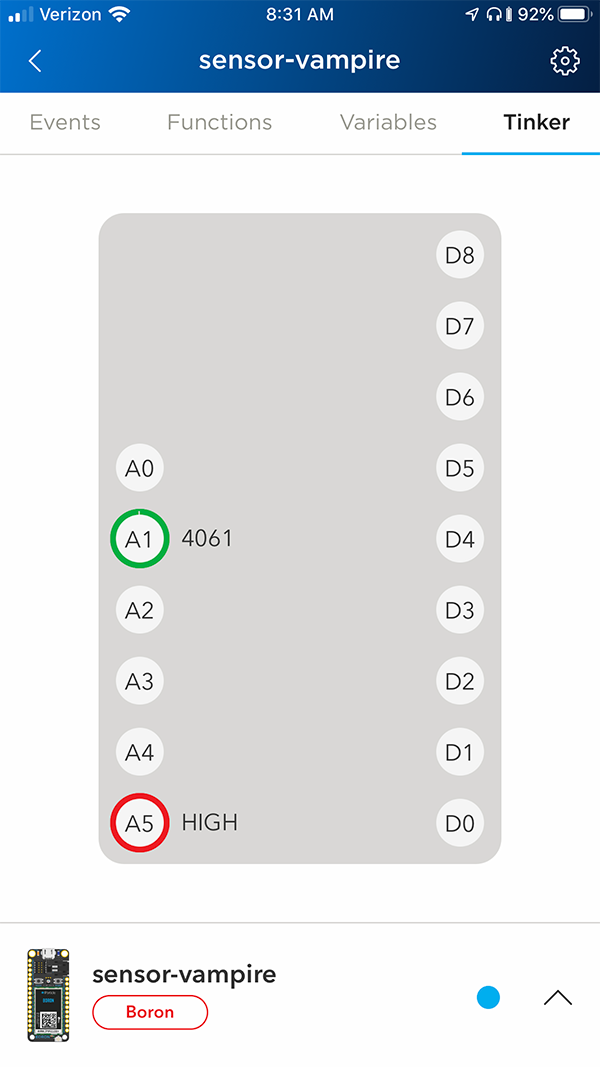 Verizon 8:31 AM 92%
sensor-vampire
Events Functions Variables Tinker
D8
D7
D6
A0 D5
A1 4061 D4
A2 D3
A3 D2
A4 D1
A5 HIGH D0
sensor-vampire
Boron